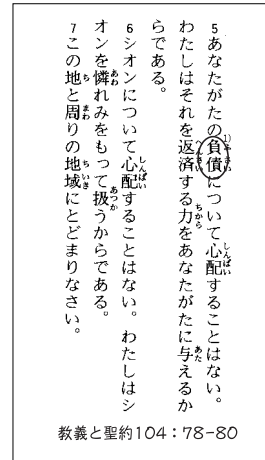 5あなたがたの負債について心配することはない。
わたしはそれを返済する力をあなたがたに与えるか
らである。
6シオンについて心配することはない。わたしはシ
オンを憐れみをもって扱うからである。
7この地と周りの地域にとどまりなさい。
教義と聖約104：78-80